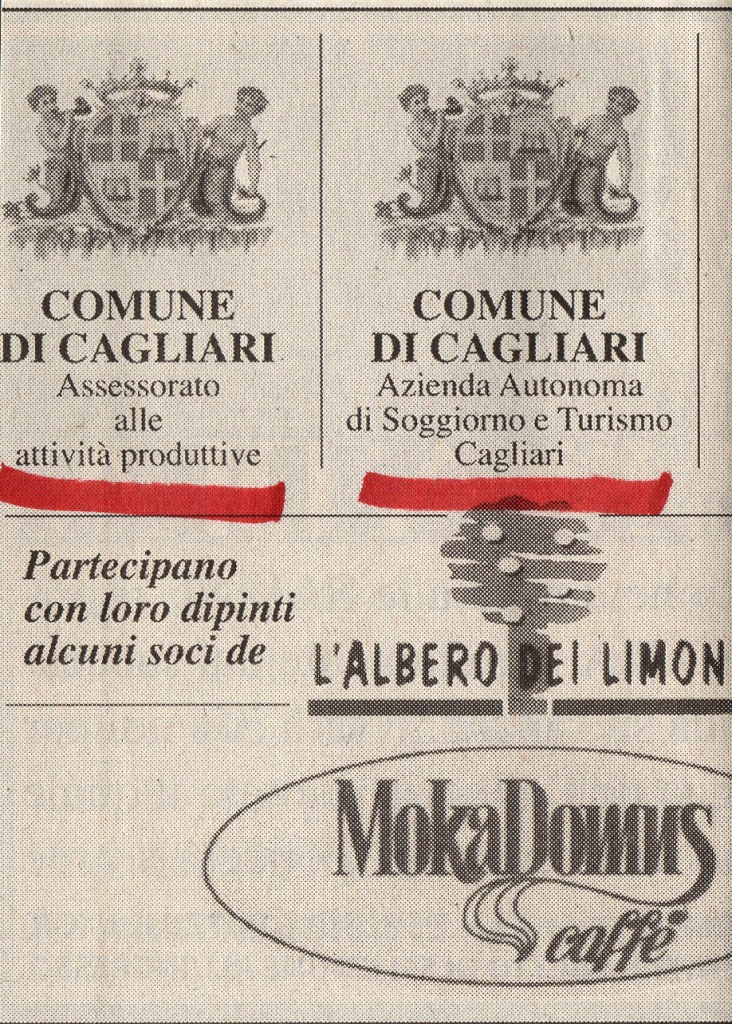 COMUNE
DI CAGLIARI
Assessorato
alle
attività produttive
COMUNE
DI CAGLIARI
Azienda Autonoma
di Soggiorno e Turismo
Cagliari
Partecipano
con loro dipinti
alcuni soci de
L'ALBERO DEI LIMON
MokaDomus
caffè